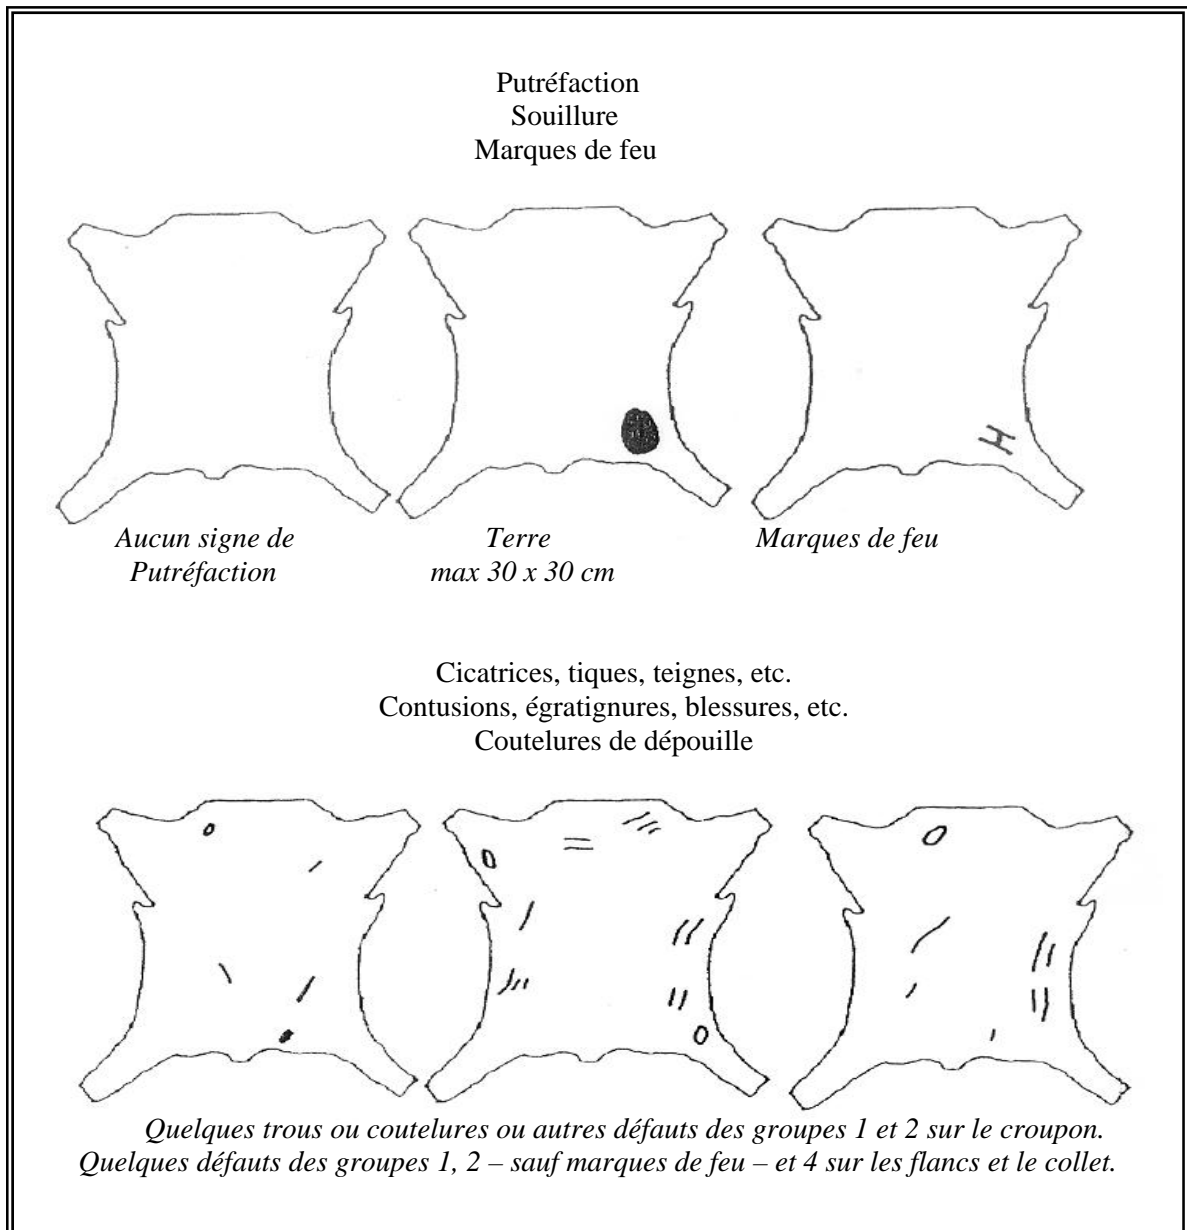 Putréfaction
Souillure
Marques de feu
Aucun signe de
Putréfaction
Terre
max 30 x 30 cm
Marques de feu
Cicatrices, tiques, teignes, etc.
Contusions, égratignures, blessures, etc.
Coutelures de dépouille
Quelques trous ou coutelures ou autres défauts des groupes 1 et 2 sur le croupon.
Quelques défauts des groupes 1, 2 – sauf marques de feu – et 4 sur les flancs et le collet.